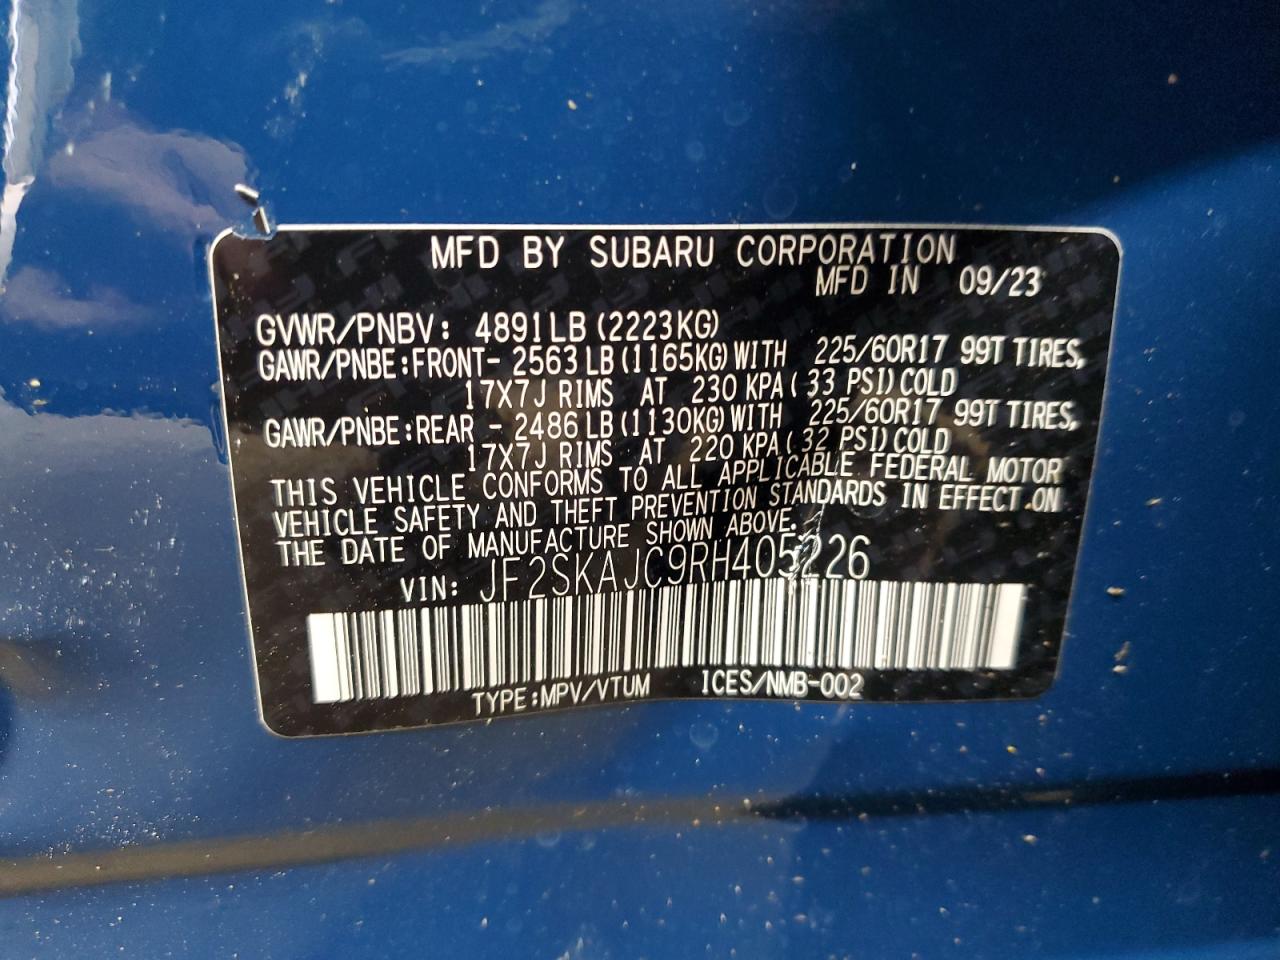 MFD BY SUBARU CORPORATION
MFD IN 09/23
GVWR/PNBV: 4891LB (2223KG)
GAWR/PNBE:FRONT- 2563 LB (1165KG) WITH 225/60R17 99T TIRES,
17X7J RIMS AT 230 KPA ( 33 PSI) COLD
GAWR/PNBE:REAR - 2486 LB (1130KG) WITH 225/60R17 99T TIRES,
17X7J RIMS AT 220 KPA ( 32 PSI) COLD
THIS VEHICLE CONFORMS TO ALL APPLICABLE FEDERAL MOTOR
VEHICLE SAFETY AND THEFT PREVENTION STANDARDS IN EFFECT ON
THE DATE OF MANUFACTURE SHOWN ABOVE.
VIN: JF2SKAJC9RH405226
TYPE:MPV/VTUM ICES/NMB-002